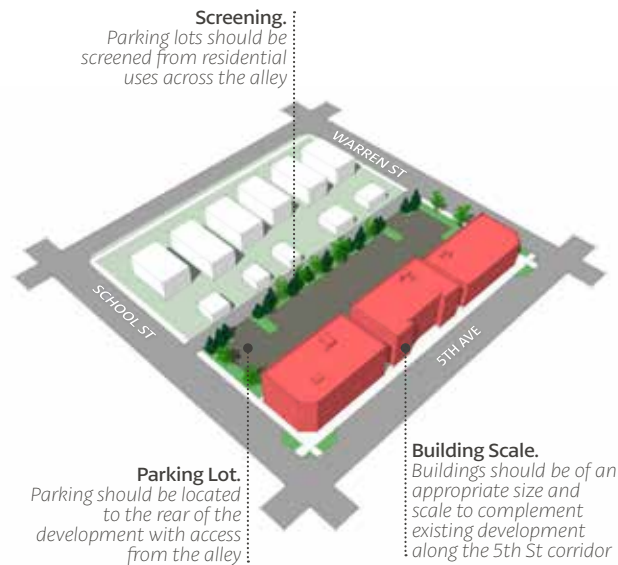 Screening.
Parking lots should be
screened from residential
uses across the alley
WARREN ST
SCHOOL ST
5TH AVE
Parking Lot.
Parking should be located
to the rear of the
development with access
from the alley
Building Scale.
Buildings should be of an
appropriate size and
scale to complement
existing development
along the 5th St corridor